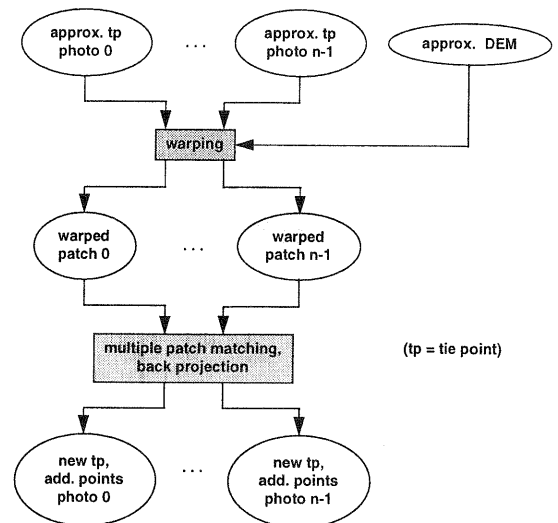 approx. tp
photo 0
. . .
approx. tp
photo n-1
approx. DEM
warping
warped
patch 0
. . .
warped
patch n-1
multiple patch matching,
back projection
(tp = tie point)
new tp,
add. points
photo 0
. . .
new tp,
add. points
photo n-1